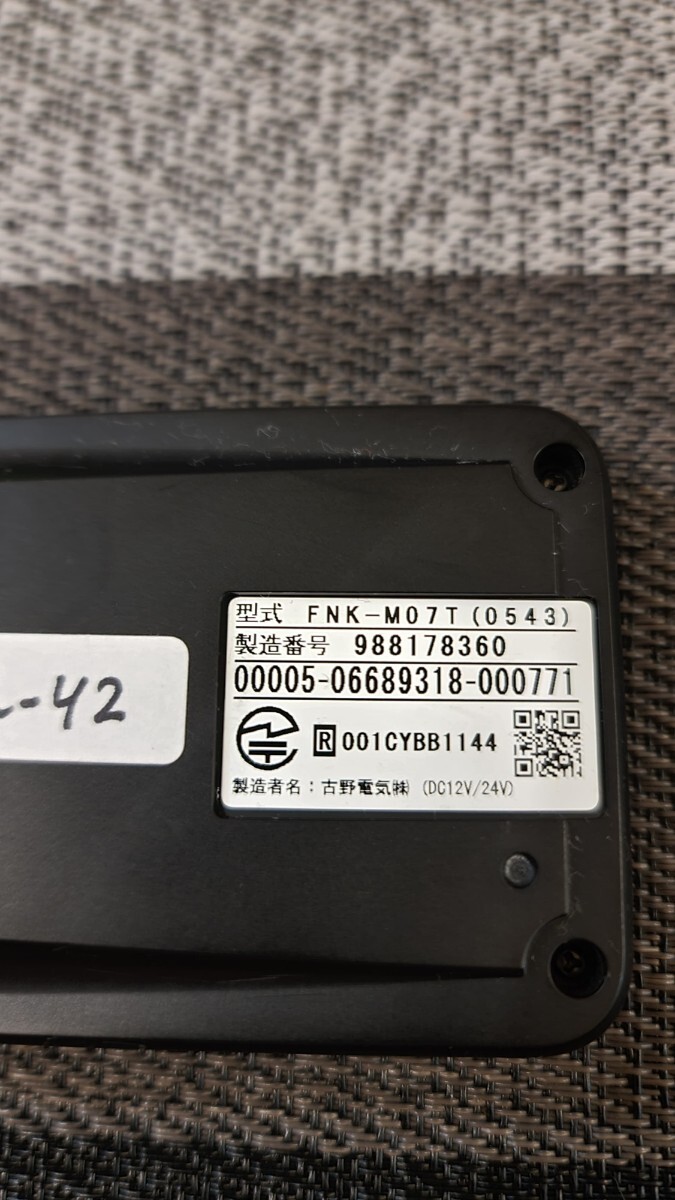 型式 FNK-M07T(0543)
製造番号 988178360
00005-06689318-000771
R 001CYBB1144
製造者名：古野電気㈱ (DC12V/24V)
-42